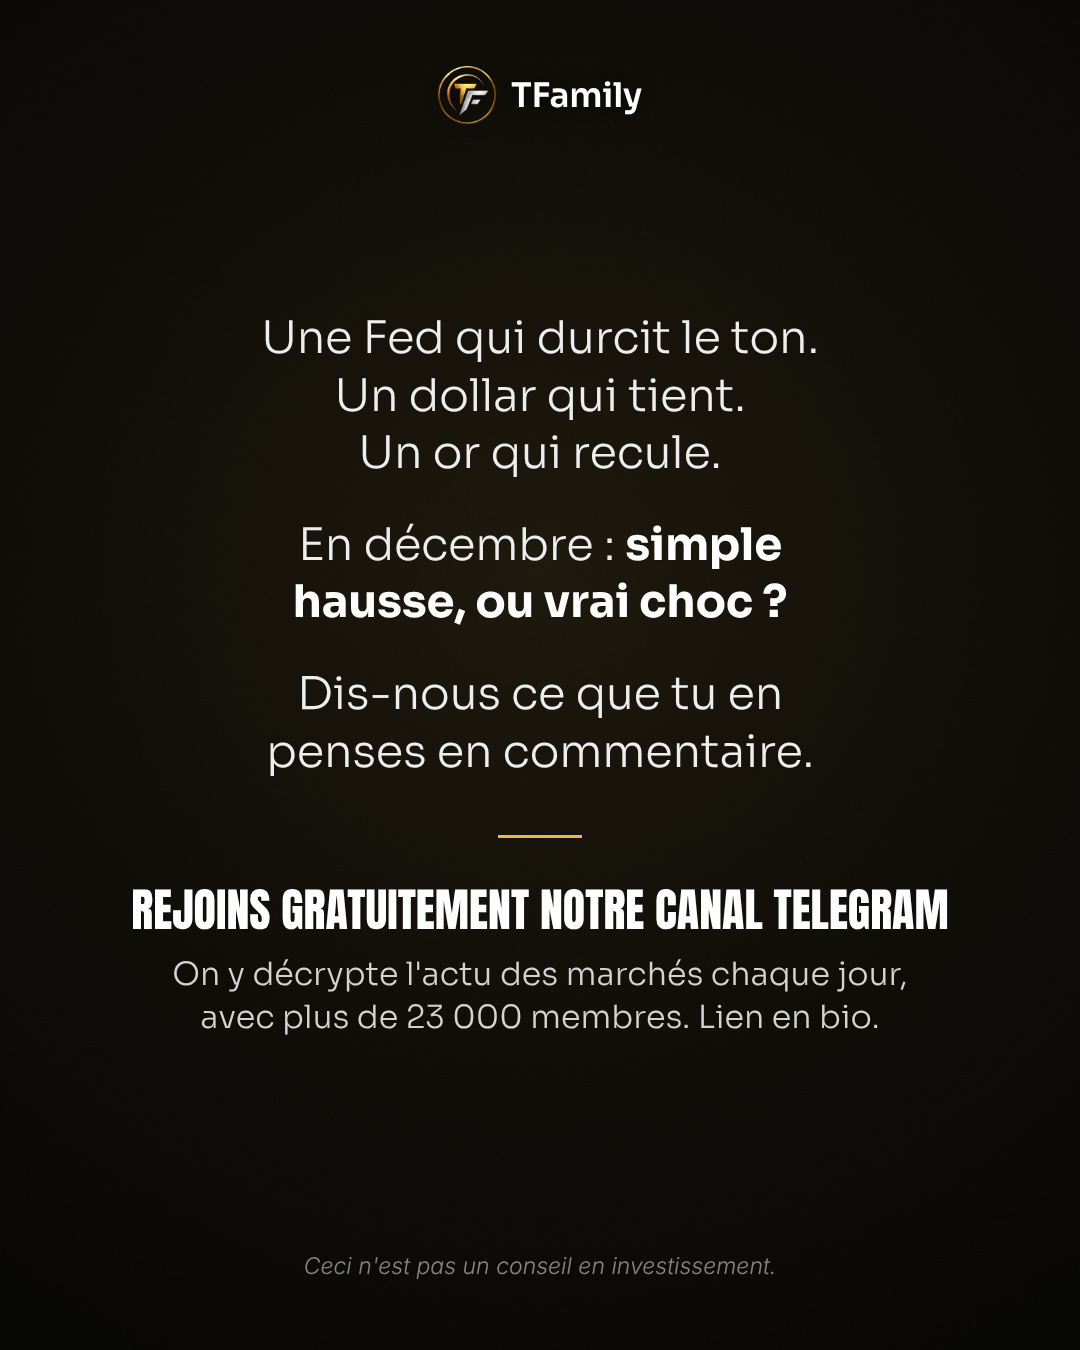 TF TFamily
Une Fed qui durcit le ton.
Un dollar qui tient.
Un or qui recule.
En décembre : simple
hausse, ou vrai choc ?
Dis-nous ce que tu en
penses en commentaire.
REJOINS GRATUITEMENT NOTRE CANAL TELEGRAM
On y décrypte l'actu des marchés chaque jour,
avec plus de 23 000 membres. Lien en bio.
Ceci n'est pas un conseil en investissement.